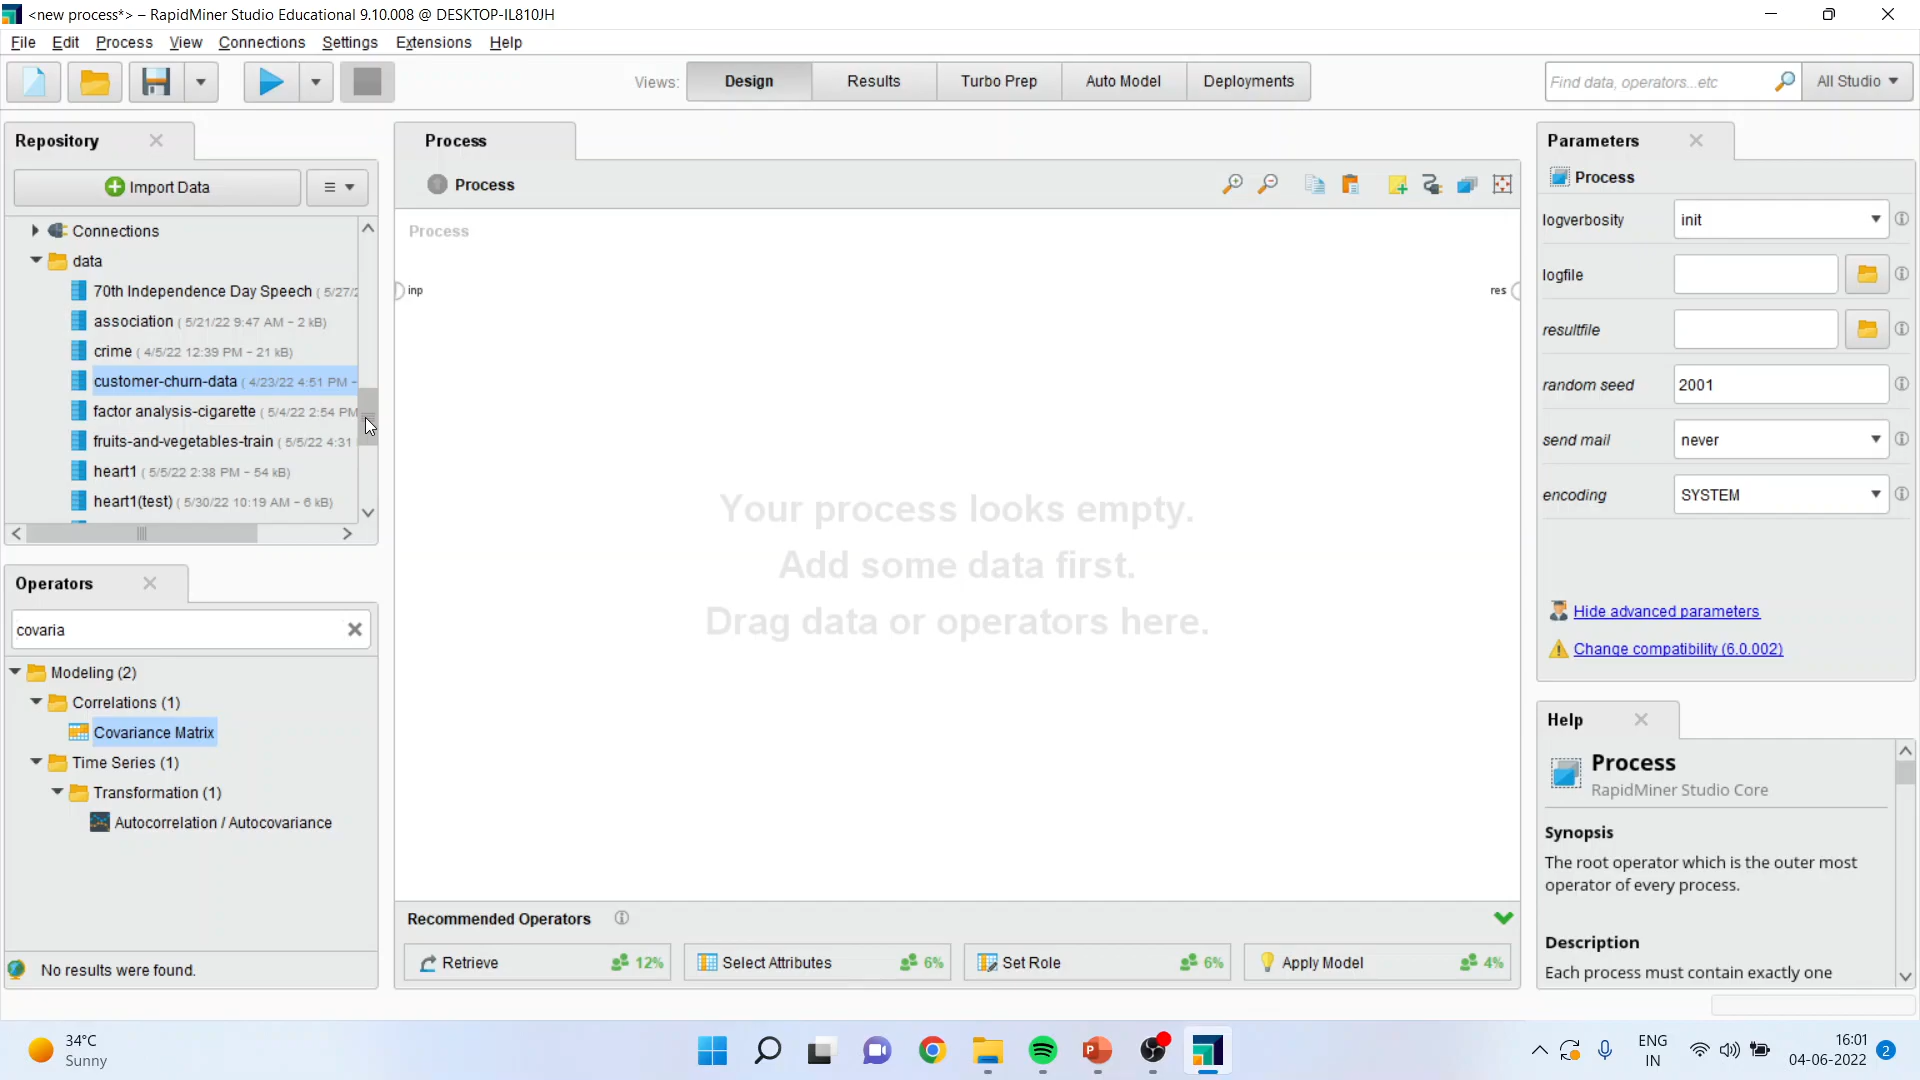 <new process*> – RapidMiner Studio Educational 9.10.008 @ DESKTOP-IL810JH
File Edit Process View Connections Settings Extensions Help
Views: Design Results Turbo Prep Auto Model Deployments
Find data, operators...etc All Studio
Repository
Import Data
Connections
data
70th Independence Day Speech ( 5/27/2
association ( 5/21/22 9:47 AM – 2 kB)
crime ( 4/5/22 12:39 PM – 21 kB)
customer-churn-data ( 4/23/22 4:51 PM –
factor analysis-cigarette ( 5/4/22 2:54 PM
fruits-and-vegetables-train ( 5/5/22 4:31
heart1 ( 5/5/22 2:38 PM – 54 kB)
heart1(test) ( 5/30/22 10:19 AM – 6 kB)
Operators
covaria
Modeling (2)
Correlations (1)
Covariance Matrix
Time Series (1)
Transformation (1)
Autocorrelation / Autocovariance
No results were found.
Process
Process
Process
inp
res
Your process looks empty.
Add some data first.
Drag data or operators here.
Recommended Operators
Retrieve 12%
Select Attributes 6%
Set Role 6%
Apply Model 4%
Parameters
Process
logverbosity init
logfile
resultfile
random seed 2001
send mail never
encoding SYSTEM
Hide advanced parameters
Change compatibility (6.0.002)
Help
Process
RapidMiner Studio Core
Synopsis
The root operator which is the outer most
operator of every process.
Description
Each process must contain exactly one
34°C
Sunny
ENG
IN
16:01
04-06-2022
2